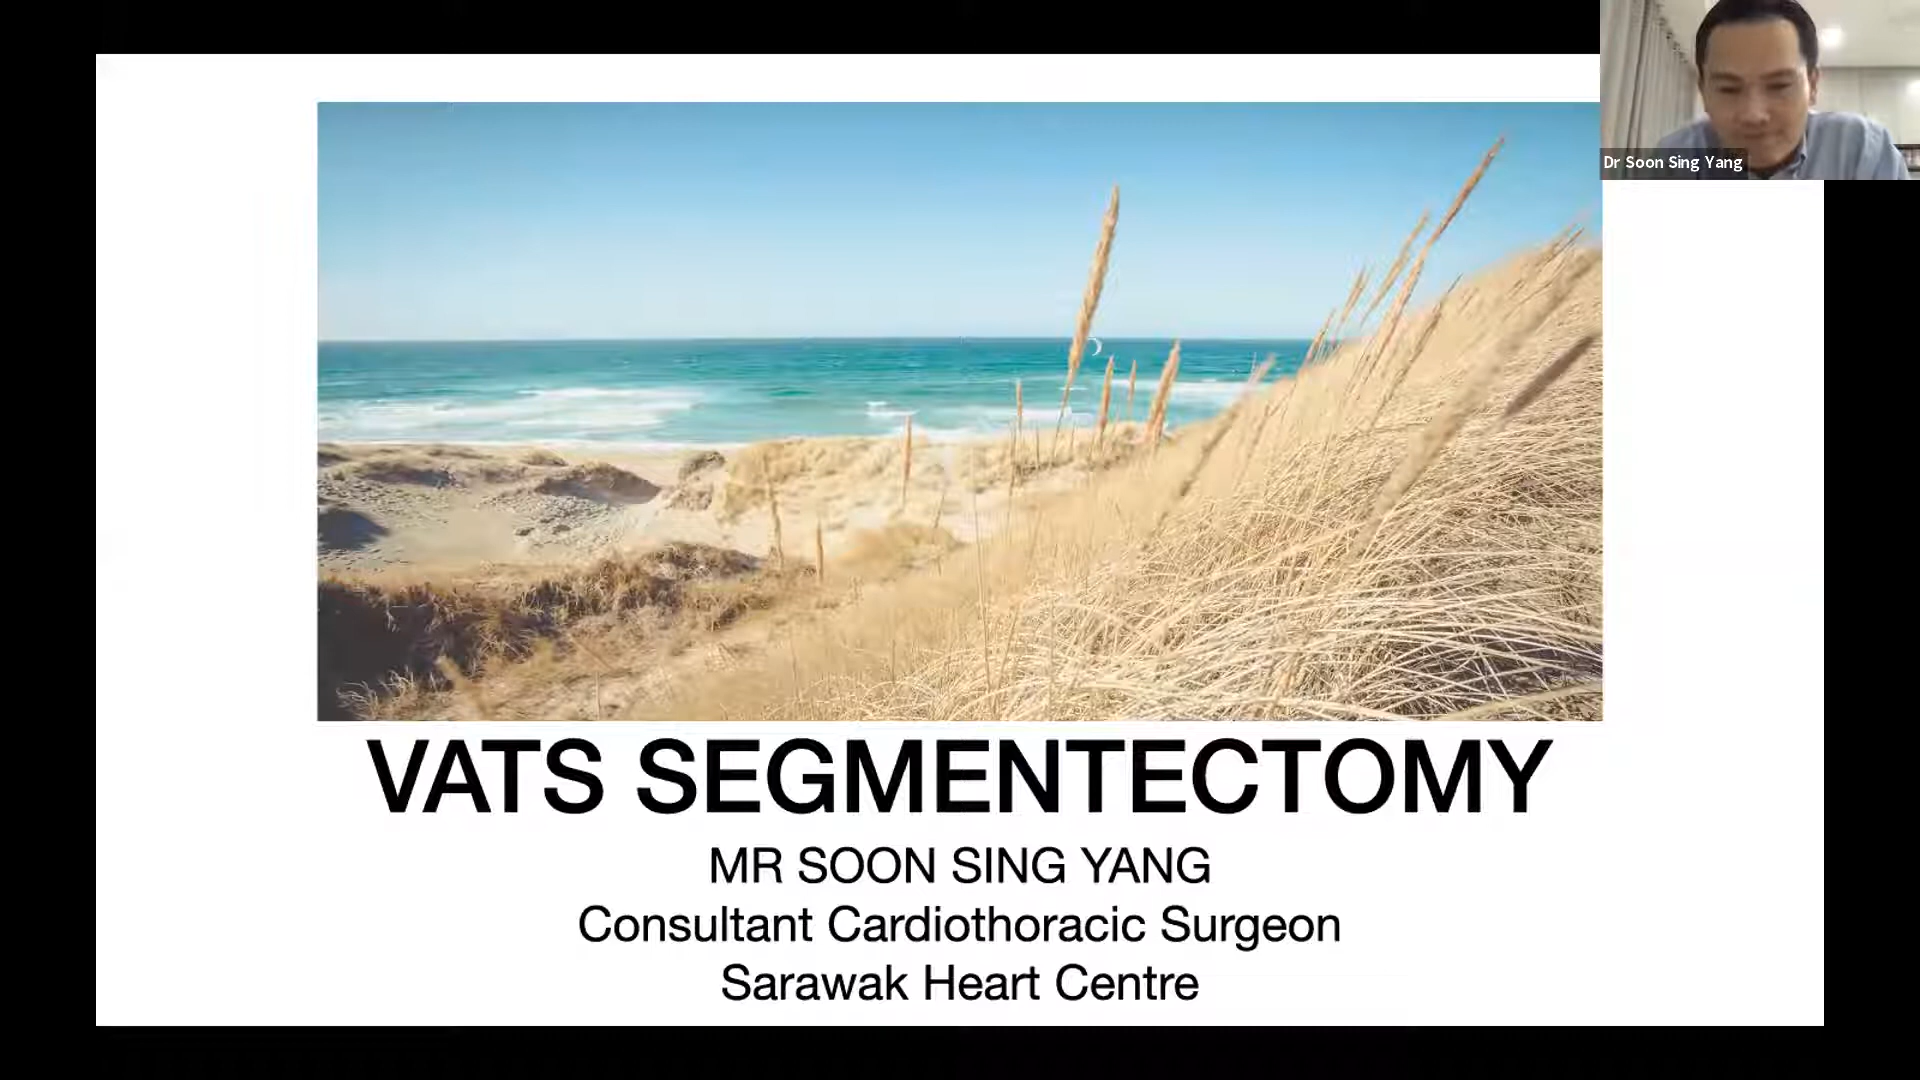 Dr Soon Sing Yang
VATS SEGMENTECTOMY
MR SOON SING YANG
Consultant Cardiothoracic Surgeon
Sarawak Heart Centre